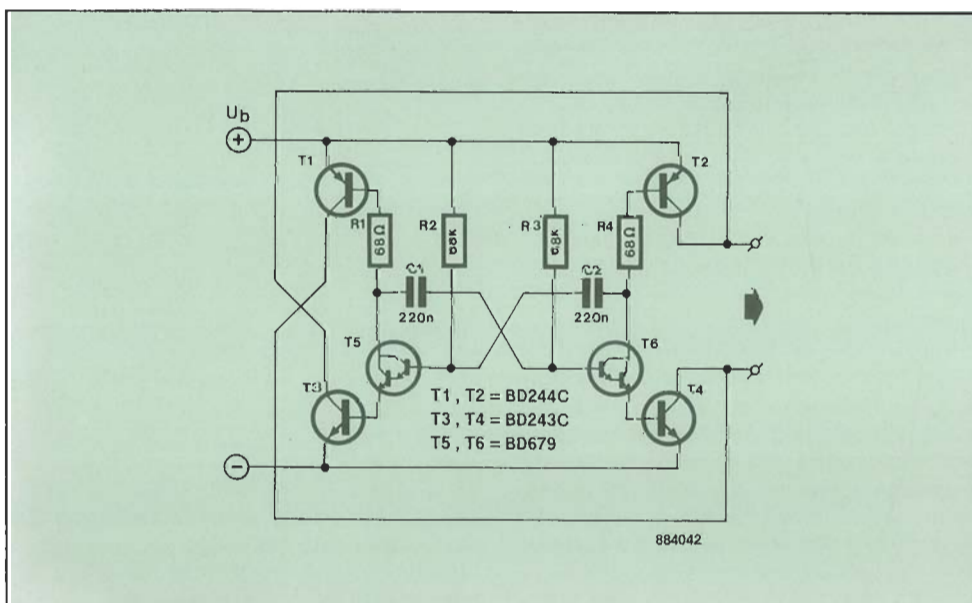 Ub
+
T1
T2
R1
68Ω
R2
68k
R3
R4
68Ω
C1
220n
C2
220n
T5
T6
T3
T4
T1, T2 = BD244C
T3, T4 = BD243C
T5, T6 = BD679
−
884042